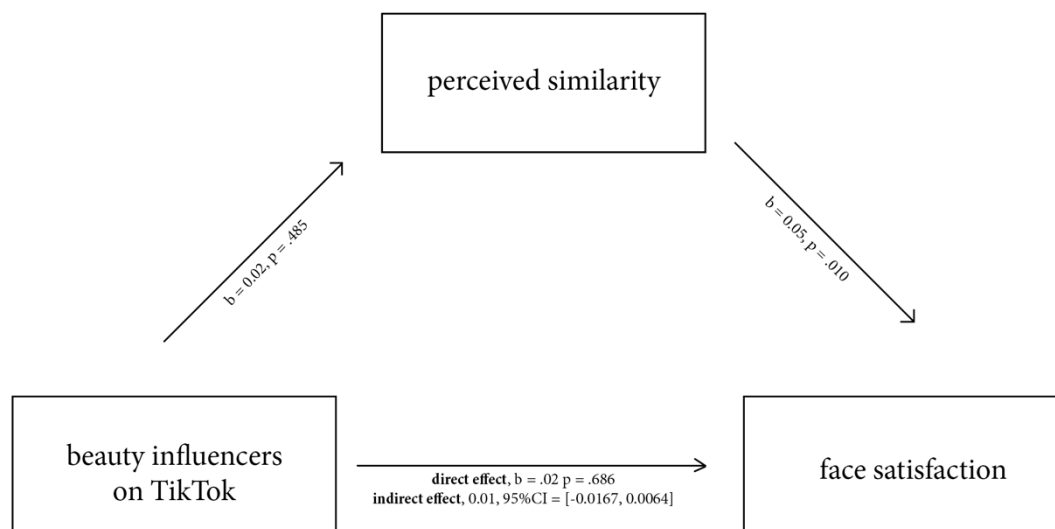 perceived similarity
b = 0.02, p = .485
b = 0.05, p = .010
beauty influencers
on TikTok
direct effect, b = .02 p = .686
indirect effect, 0.01, 95%CI = [-0.0167, 0.0064]
face satisfaction